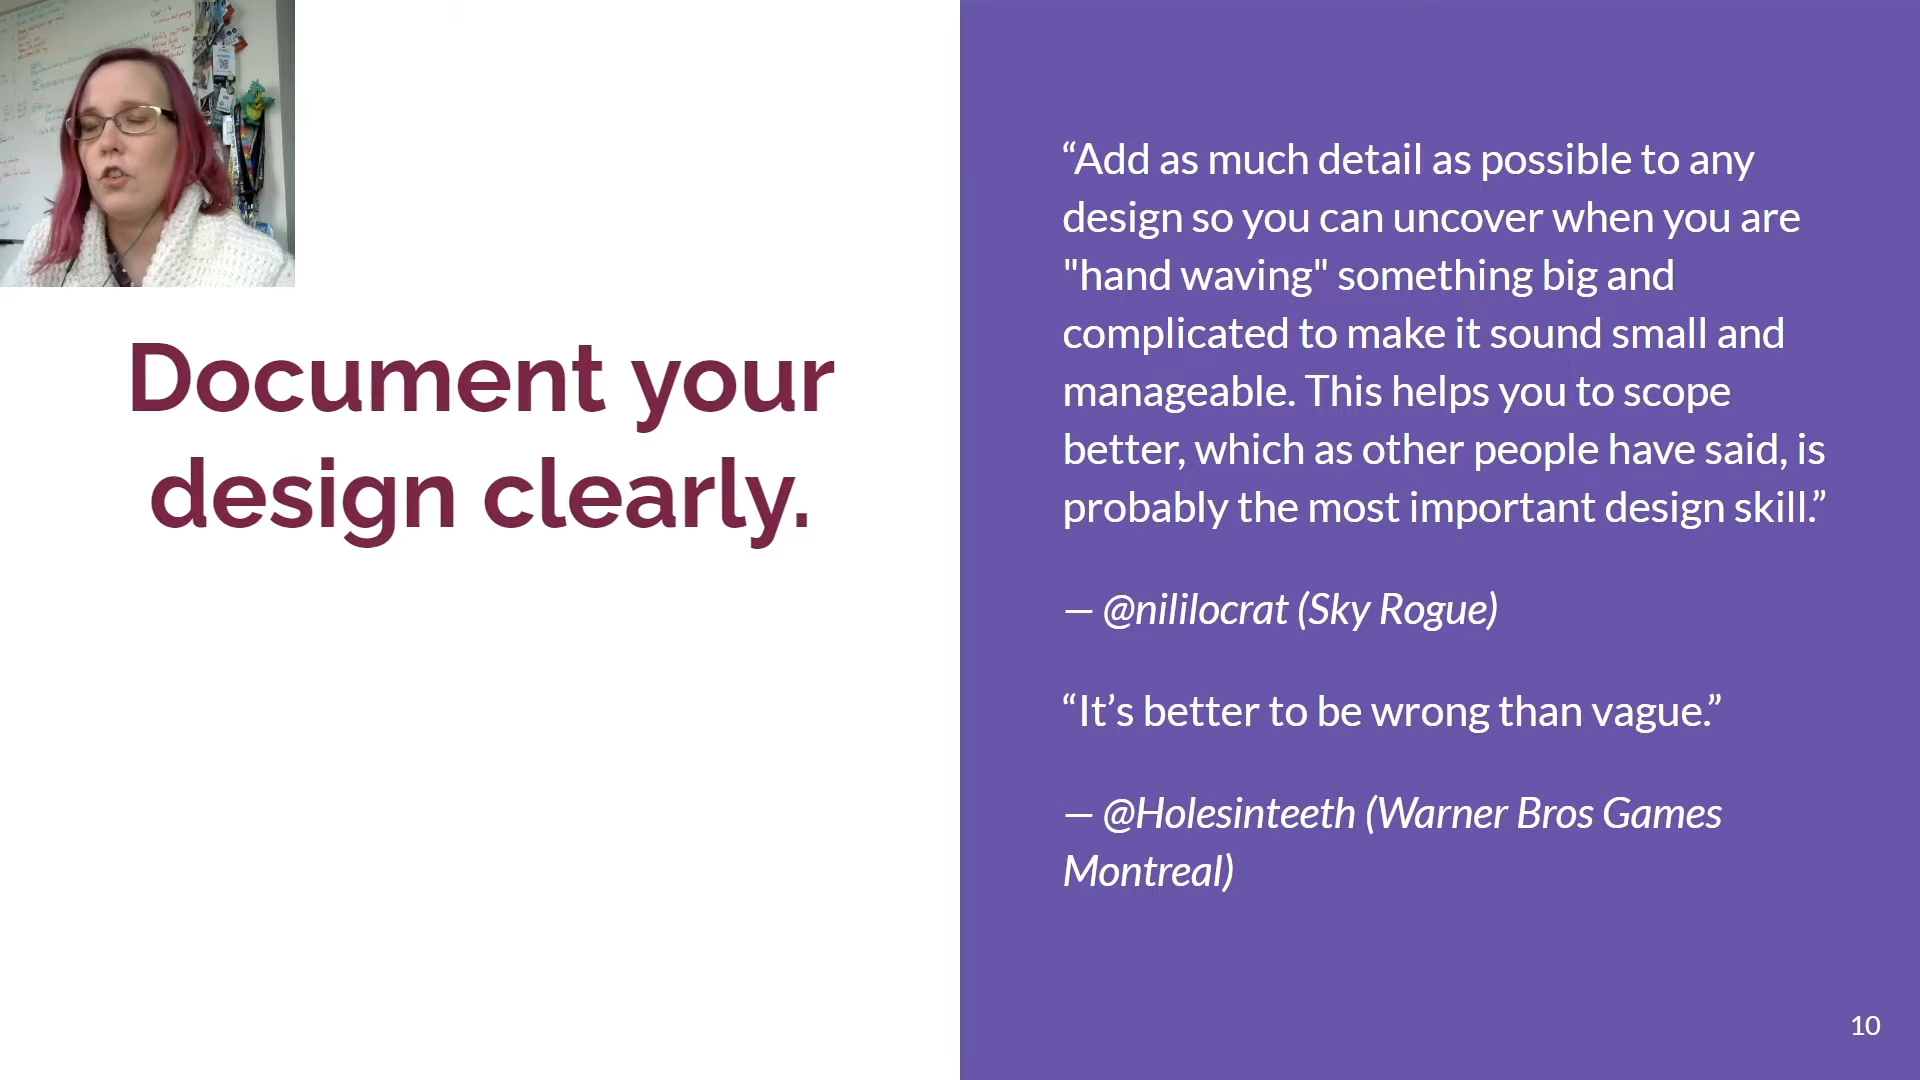 Document your
design clearly.
“Add as much detail as possible to any
design so you can uncover when you are
"hand waving" something big and
complicated to make it sound small and
manageable. This helps you to scope
better, which as other people have said, is
probably the most important design skill.”
— @nililocrat (Sky Rogue)
“It’s better to be wrong than vague.”
— @Holesinteeth (Warner Bros Games
Montreal)
10